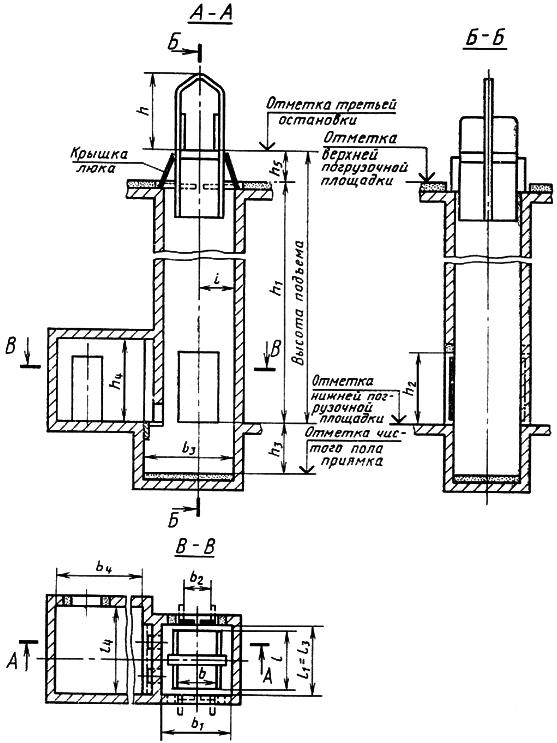 А-А
Б-Б
Б
h
Отметка третьей
остановки
Отметка
верхней
погрузочной
площадки
Крышка
люка
h5
i
h1
Высота подъема
В
В
h4
h2
Отметка
нижней пог-
рузочной
площадки
Отметка чис-
того пола
приямка
b3
h3
Б
В-В
b4
b2
l4
А
А
l
l1=l3
b
b1